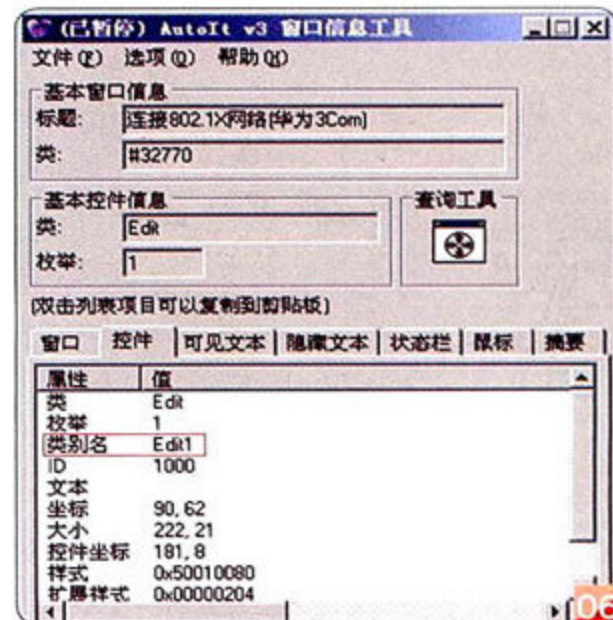 (已暂停) AutoIt v3 窗口信息工具
文件(F) 选项(O) 帮助(H)
基本窗口信息
标题: 连接802.1X网络(华为3Com)
类: #32770
基本控件信息
类: Edit
枚举: 1
查询工具
(双击列表项目可以复制到剪贴板)
窗口 控件 可见文本 隐藏文本 状态栏 鼠标 摘要
属性 值
类 Edit
枚举 1
类别名 Edit1
ID 1000
文本
坐标 90, 62
大小 222, 21
控件坐标 181, 8
样式 0x50010080
扩展样式 0x00000204
06